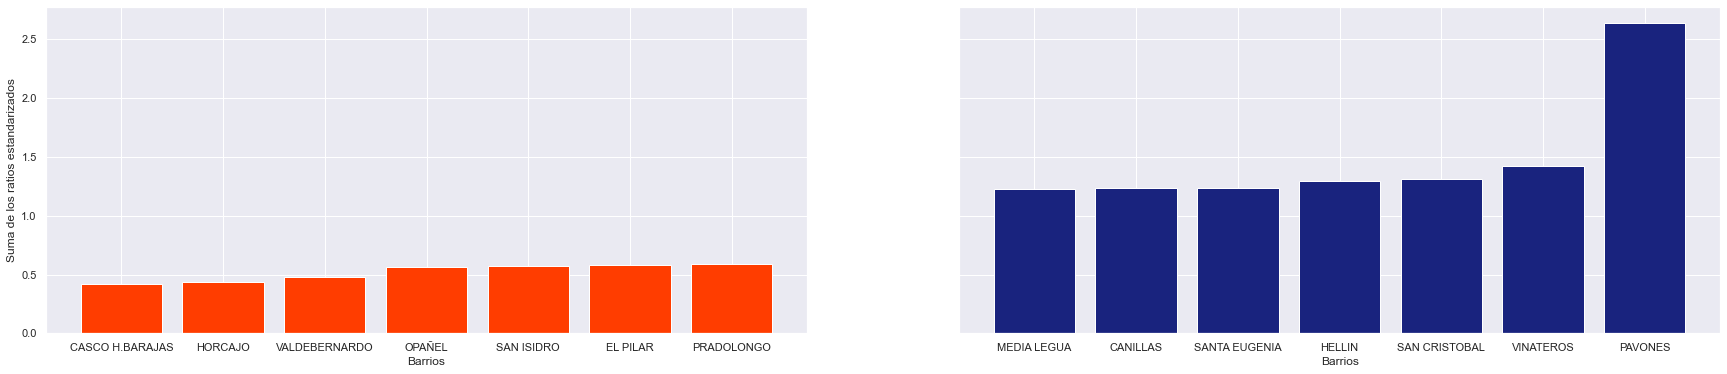 Suma de los ratios estandarizados
2.5
2.0
1.5
1.0
0.5
0.0
CASCO H.BARAJAS HORCAJO VALDEBERNARDO OPAÑEL SAN ISIDRO EL PILAR PRADOLONGO
Barrios
MEDIA LEGUA CANILLAS SANTA EUGENIA HELLIN SAN CRISTOBAL VINATEROS PAVONES
Barrios